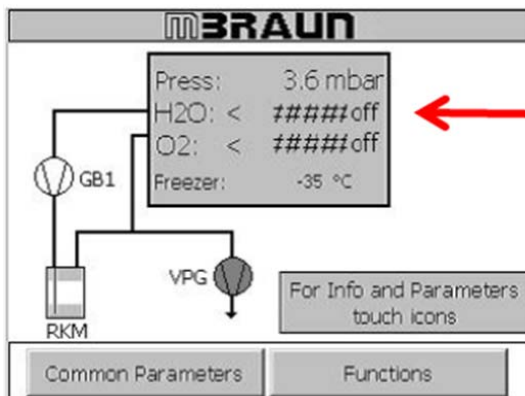 MBRAUN
Press: 3.6 mbar
H2O: < #####off
O2: < #####off
Freezer: -35 °C
GB1
VPG
For Info and Parameters
touch icons
RKM
Common Parameters
Functions